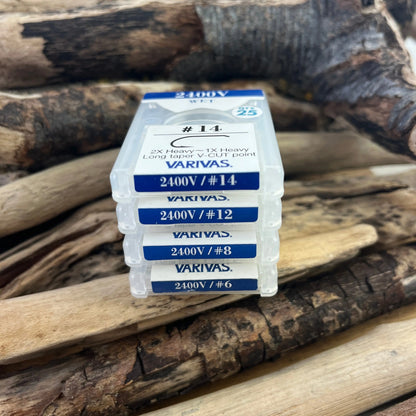 2400V
WET
QTY.
25
#14
2X Heavy~1X Heavy
Long taper V-CUT point
VARIVAS.
2400V/#14
VARIVAS.
2400V/#12
VARIVAS.
2400V/#8
VARIVAS.
2400V/#6